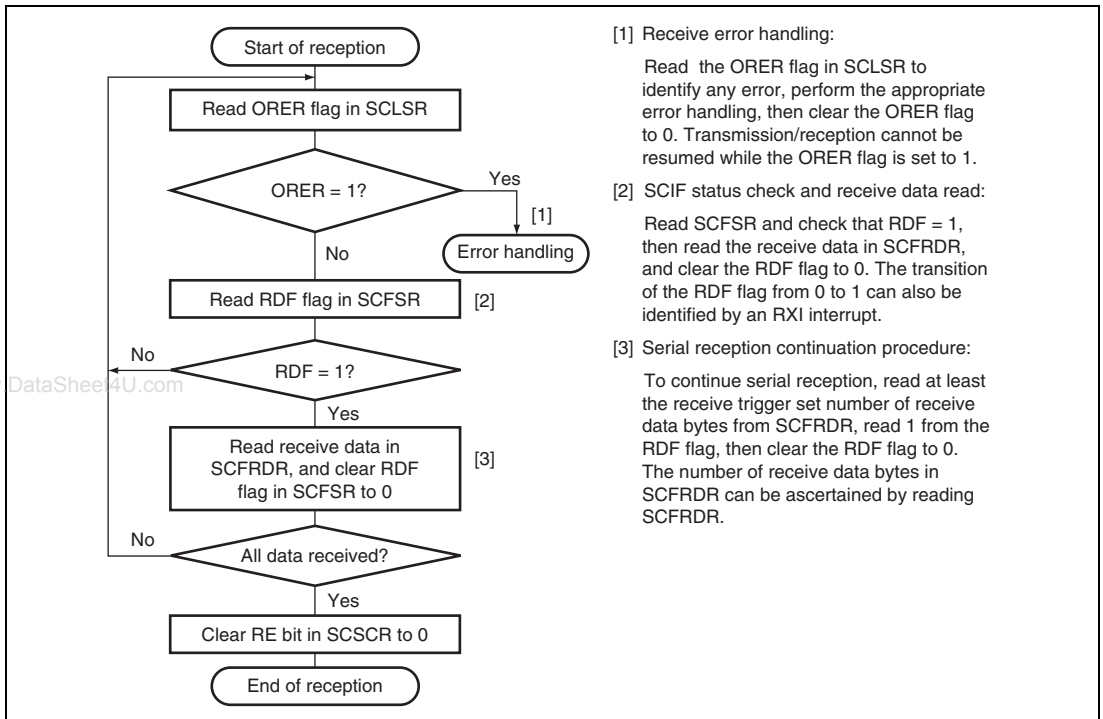 Start of reception
Read ORER flag in SCLSR
ORER = 1?
Yes
[1]
No
Error handling
Read RDF flag in SCFSR
[2]
No
RDF = 1?
Yes
Read receive data in
SCFRDR, and clear RDF
flag in SCFSR to 0
[3]
No
All data received?
Yes
Clear RE bit in SCSCR to 0
End of reception
[1] Receive error handling:
Read the ORER flag in SCLSR to
identify any error, perform the appropriate
error handling, then clear the ORER flag
to 0. Transmission/reception cannot be
resumed while the ORER flag is set to 1.
[2] SCIF status check and receive data read:
Read SCFSR and check that RDF = 1,
then read the receive data in SCFRDR,
and clear the RDF flag to 0. The transition
of the RDF flag from 0 to 1 can also be
identified by an RXI interrupt.
[3] Serial reception continuation procedure:
To continue serial reception, read at least
the receive trigger set number of receive
data bytes from SCFRDR, read 1 from the
RDF flag, then clear the RDF flag to 0.
The number of receive data bytes in
SCFRDR can be ascertained by reading
SCFRDR.
DataSheet4U.com